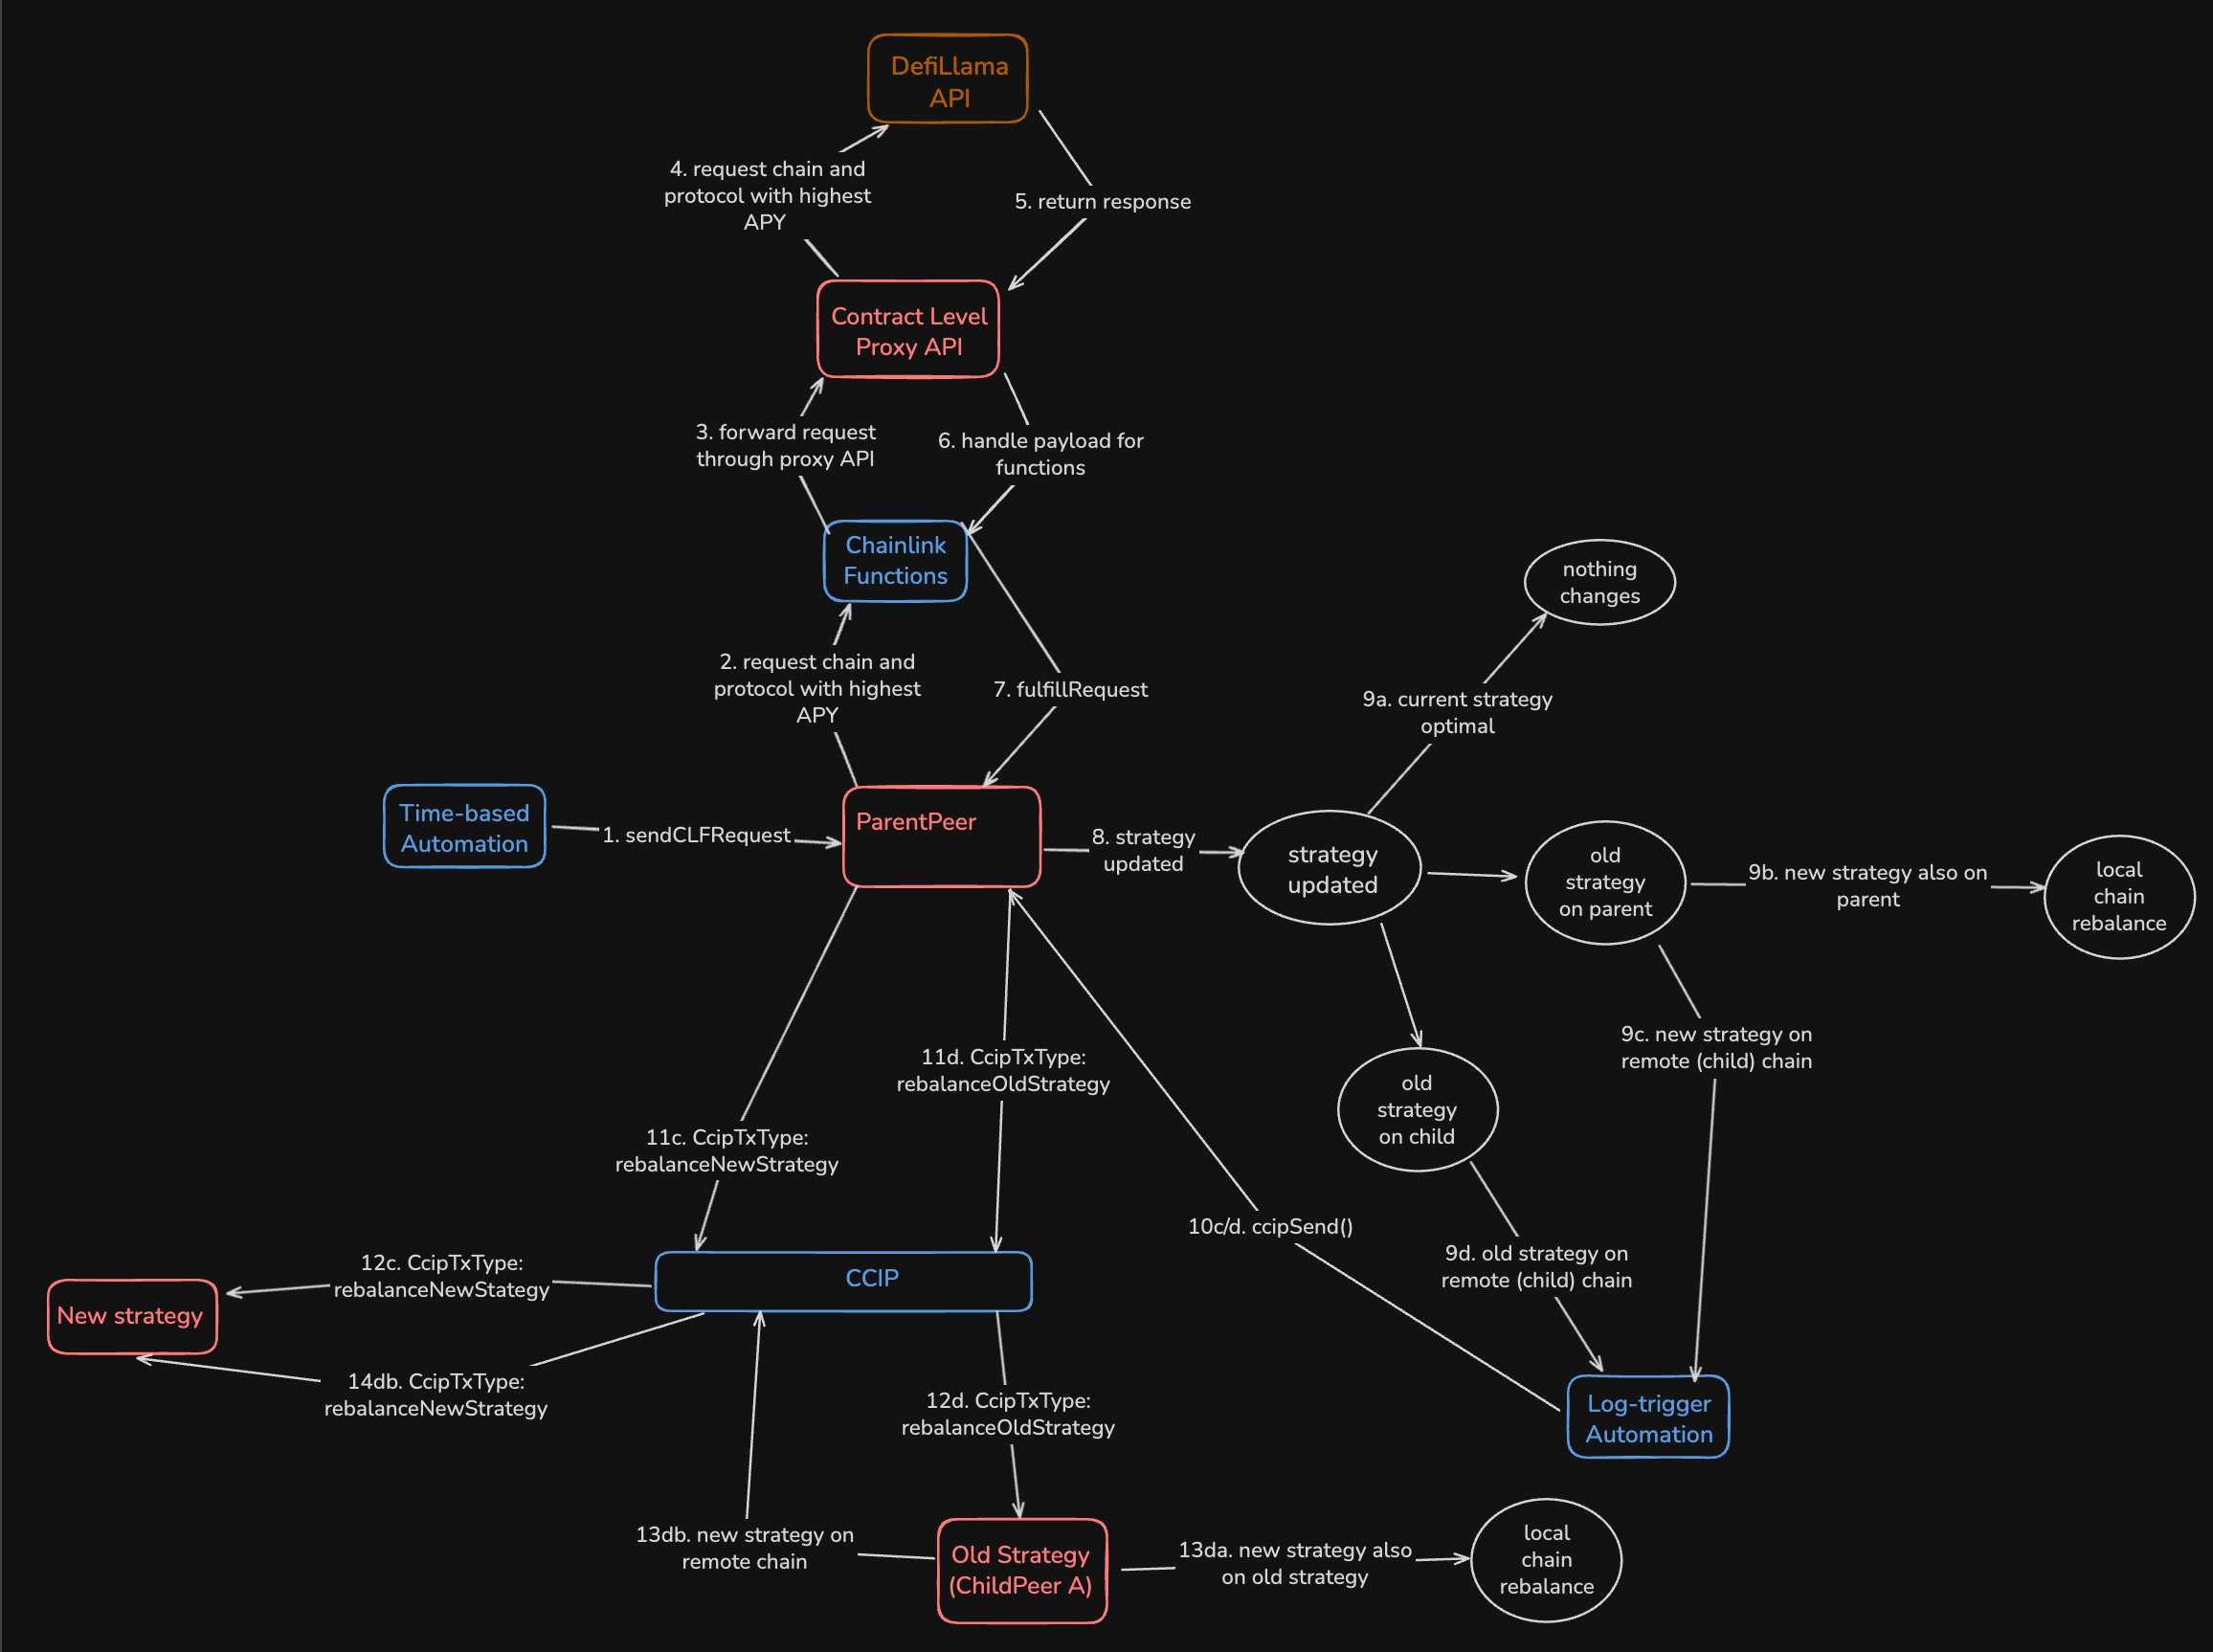 DefiLlama
API
4. request chain and
protocol with highest
APY
5. return response
Contract Level
Proxy API
3. forward request
through proxy API
6. handle payload for
functions
Chainlink
Functions
nothing
changes
2. request chain and
protocol with highest
APY
7. fulfillRequest
9a. current strategy
optimal
Time-based
Automation
1. sendCLFRequest
ParentPeer
8. strategy
updated
strategy
updated
old
strategy
on parent
9b. new strategy also on
parent
local
chain
rebalance
9c. new strategy on
remote (child) chain
11d. CcipTxType:
rebalanceOldStrategy
old
strategy
on child
11c. CcipTxType:
rebalanceNewStrategy
10c/d. ccipSend()
9d. old strategy on
remote (child) chain
12c. CcipTxType:
rebalanceNewStategy
CCIP
New strategy
14db. CcipTxType:
rebalanceNewStrategy
12d. CcipTxType:
rebalanceOldStrategy
Log-trigger
Automation
13db. new strategy on
remote chain
Old Strategy
(ChildPeer A)
13da. new strategy also
on old strategy
local
chain
rebalance